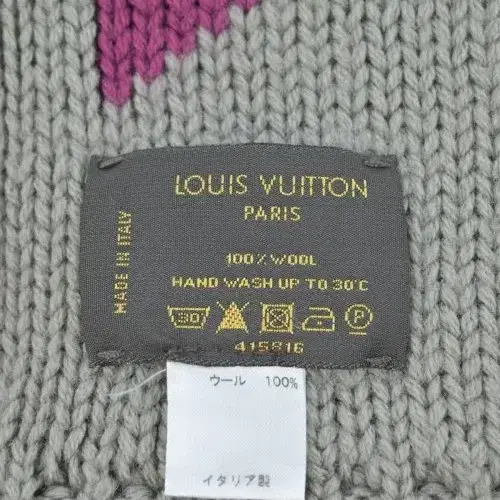 LOUIS VUITTON
PARIS
MADE IN ITALY
100% WOOL
HAND WASH UP TO 30°C
30 P
415816
ウール 100%
イタリア製